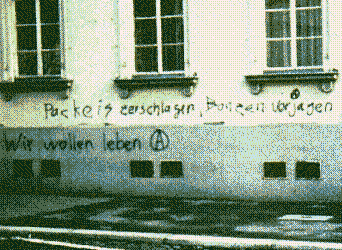 Packeis zerschlagen, Bonzen verjagen
Wir wollen leben Ⓐ